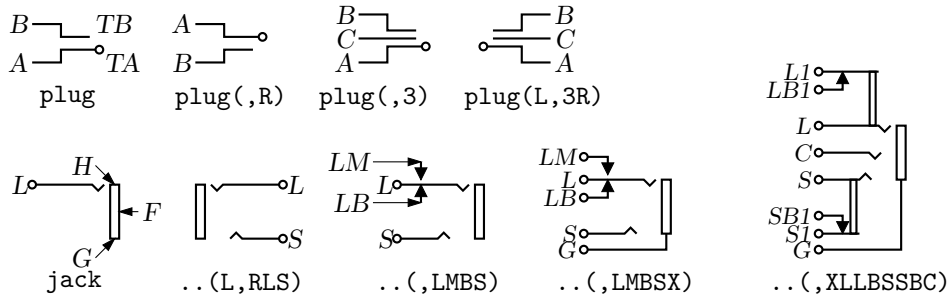 B TB
A TA
plug
A
B
plug(,R)
B
C
A
plug(,3)
B
C
A
plug(L,3R)
L1
LB1
L
C
S
SB1
S1
G
..(,XLLBSSBC)
H
L
F
G
jack
L
S
..(L,RLS)
LM
L
LB
S
..(,LMBS)
LM
L
LB
S
G
..(,LMBSX)